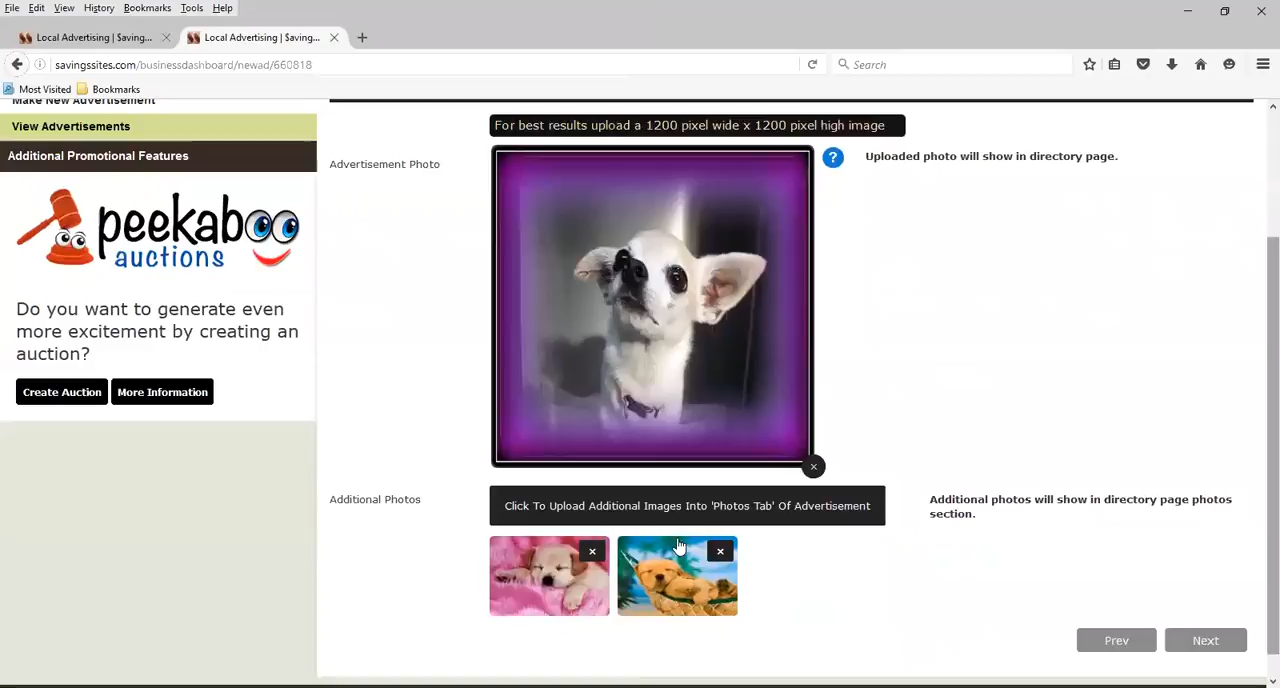 File Edit View History Bookmarks Tools Help
Local Advertising | $aving... Local Advertising | $aving...
savingssites.com/businessdashboard/newad/660818 Search
Most Visited Bookmarks
Make New Advertisement
View Advertisements
Additional Promotional Features
peekaboo
auctions
Do you want to generate even
more excitement by creating an
auction?
Create Auction More Information
For best results upload a 1200 pixel wide x 1200 pixel high image
Advertisement Photo
? Uploaded photo will show in directory page.
Additional Photos
Click To Upload Additional Images Into 'Photos Tab' Of Advertisement
Additional photos will show in directory page photos
section.
Prev Next